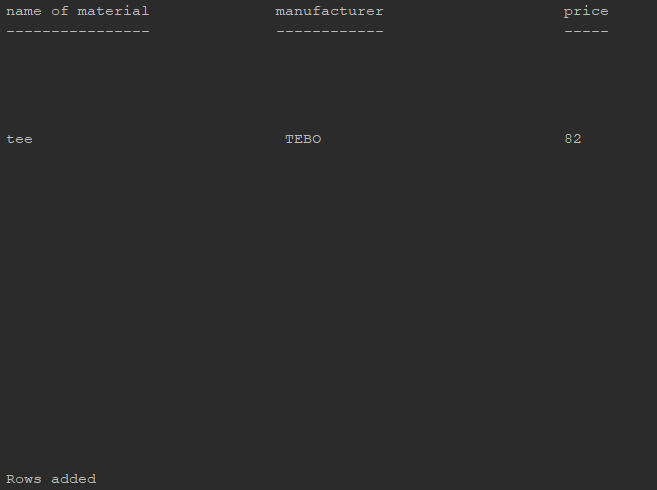 name of material manufacturer price
---------------- ------------ -----
tee TEBO 82
Rows added